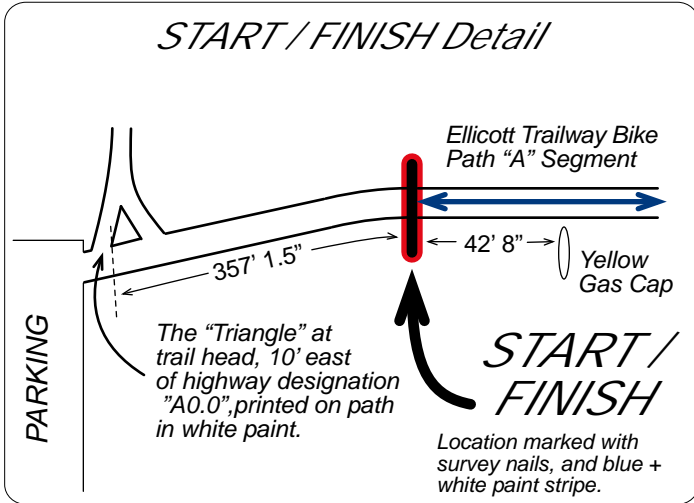 START / FINISH Detail
Ellicott Trailway Bike
Path “A” Segment
357’ 1.5”
42’ 8”
Yellow
Gas Cap
PARKING
The “Triangle” at
trail head, 10’ east
of highway designation
”A0.0”,printed on path
in white paint.
START /
FINISH
Location marked with
survey nails, and blue +
white paint stripe.